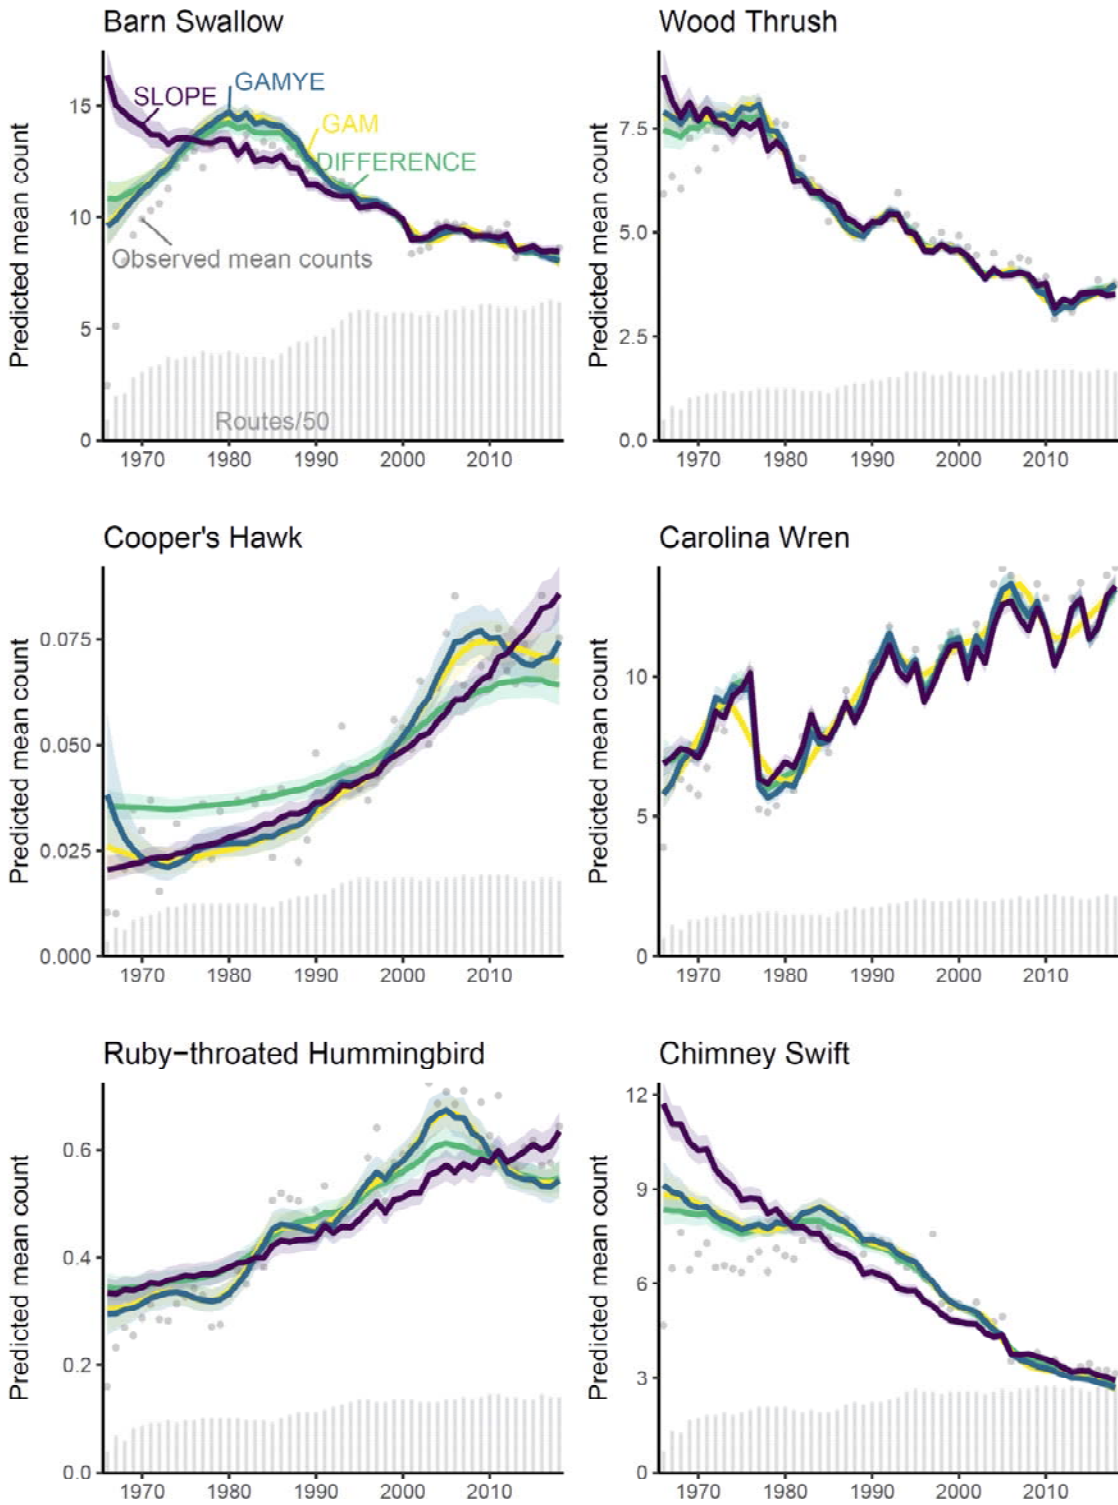 Barn Swallow
Predicted mean count
15
10
5
0
SLOPE
GAMYE
GAM
DIFFERENCE
Observed mean counts
Routes/50
1970 1980 1990 2000 2010
Wood Thrush
Predicted mean count
7.5
5.0
2.5
0.0
1970 1980 1990 2000 2010
Cooper's Hawk
Predicted mean count
0.075
0.050
0.025
0.000
1970 1980 1990 2000 2010
Carolina Wren
Predicted mean count
10
5
0
1970 1980 1990 2000 2010
Ruby−throated Hummingbird
Predicted mean count
0.6
0.4
0.2
0.0
1970 1980 1990 2000 2010
Chimney Swift
Predicted mean count
12
9
6
3
0
1970 1980 1990 2000 2010